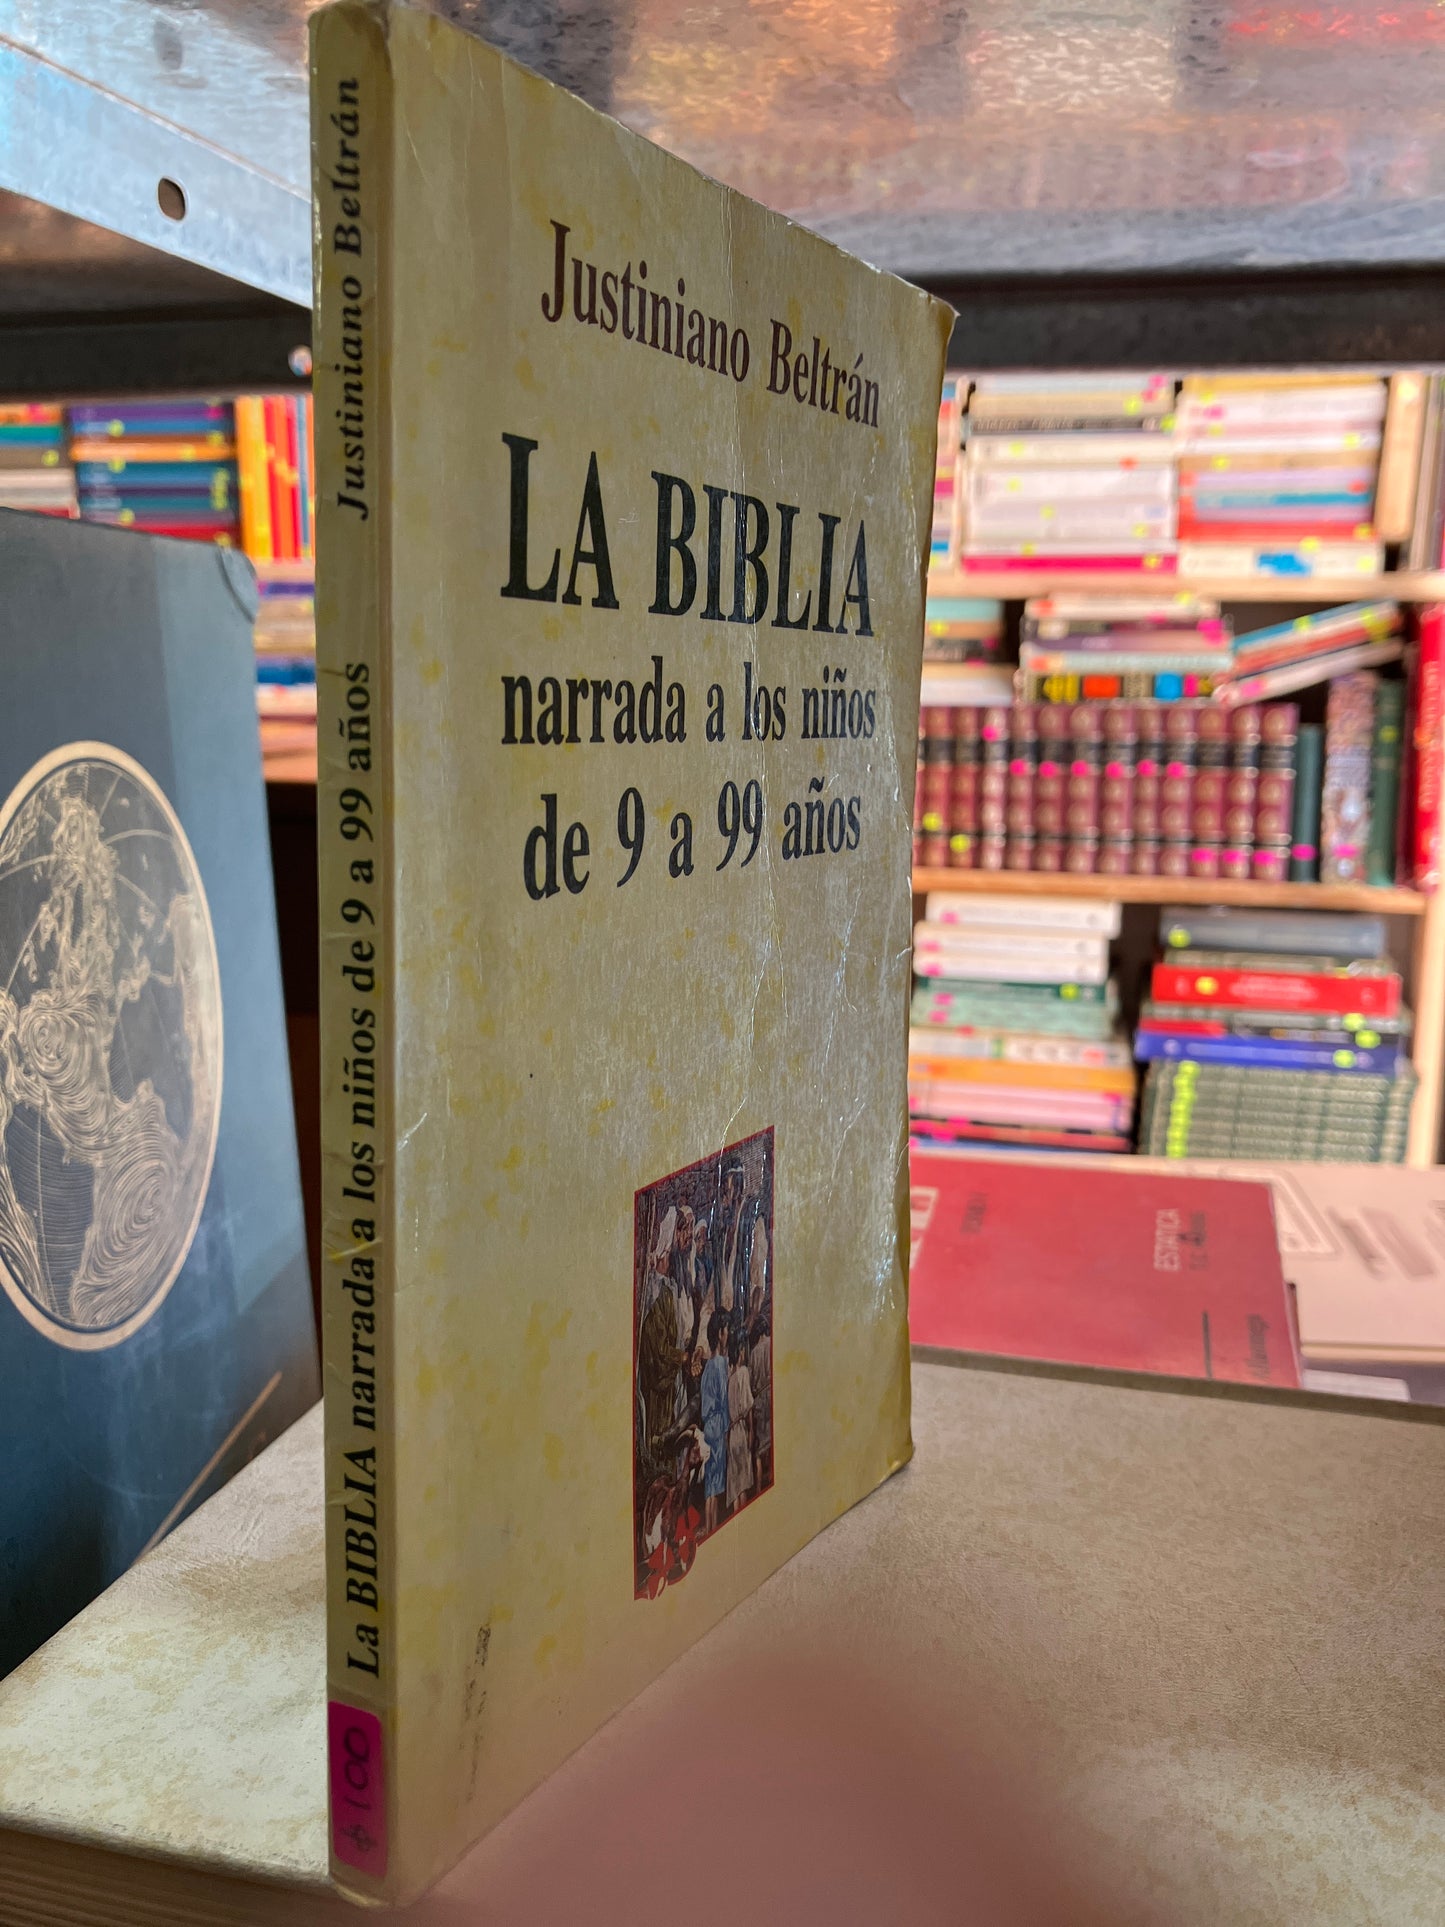 Justiniano Beltrán
LA BIBLIA
narrada a los niños
de 9 a 99 años
La BIBLIA narrada a los niños de 9 a 99 años Justiniano Beltrán
$100
ESTÁTICA